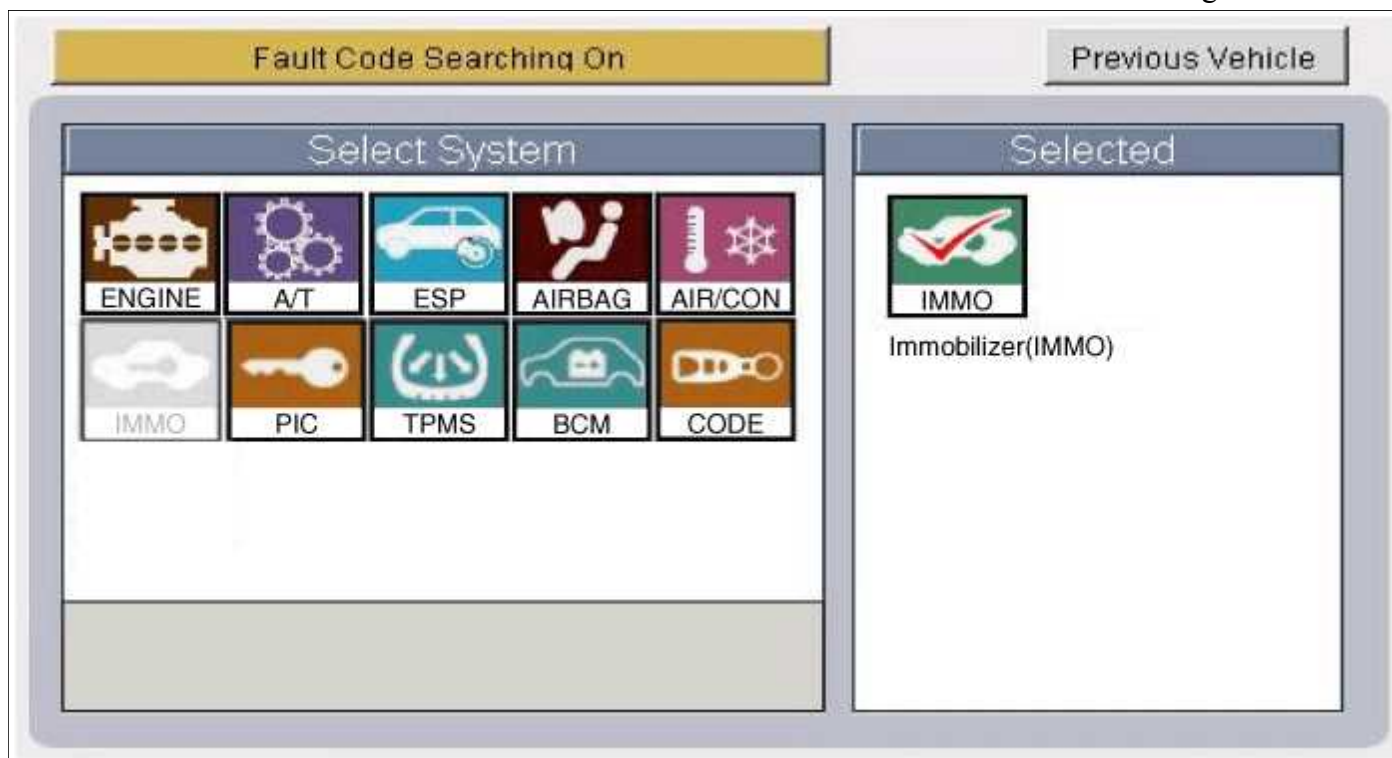 Fault Code Searching On
Previous Vehicle
Select System
Selected
ENGINE
A/T
ESP
AIRBAG
AIR/CON
IMMO
PIC
TPMS
BCM
CODE
IMMO
Immobilizer(IMMO)